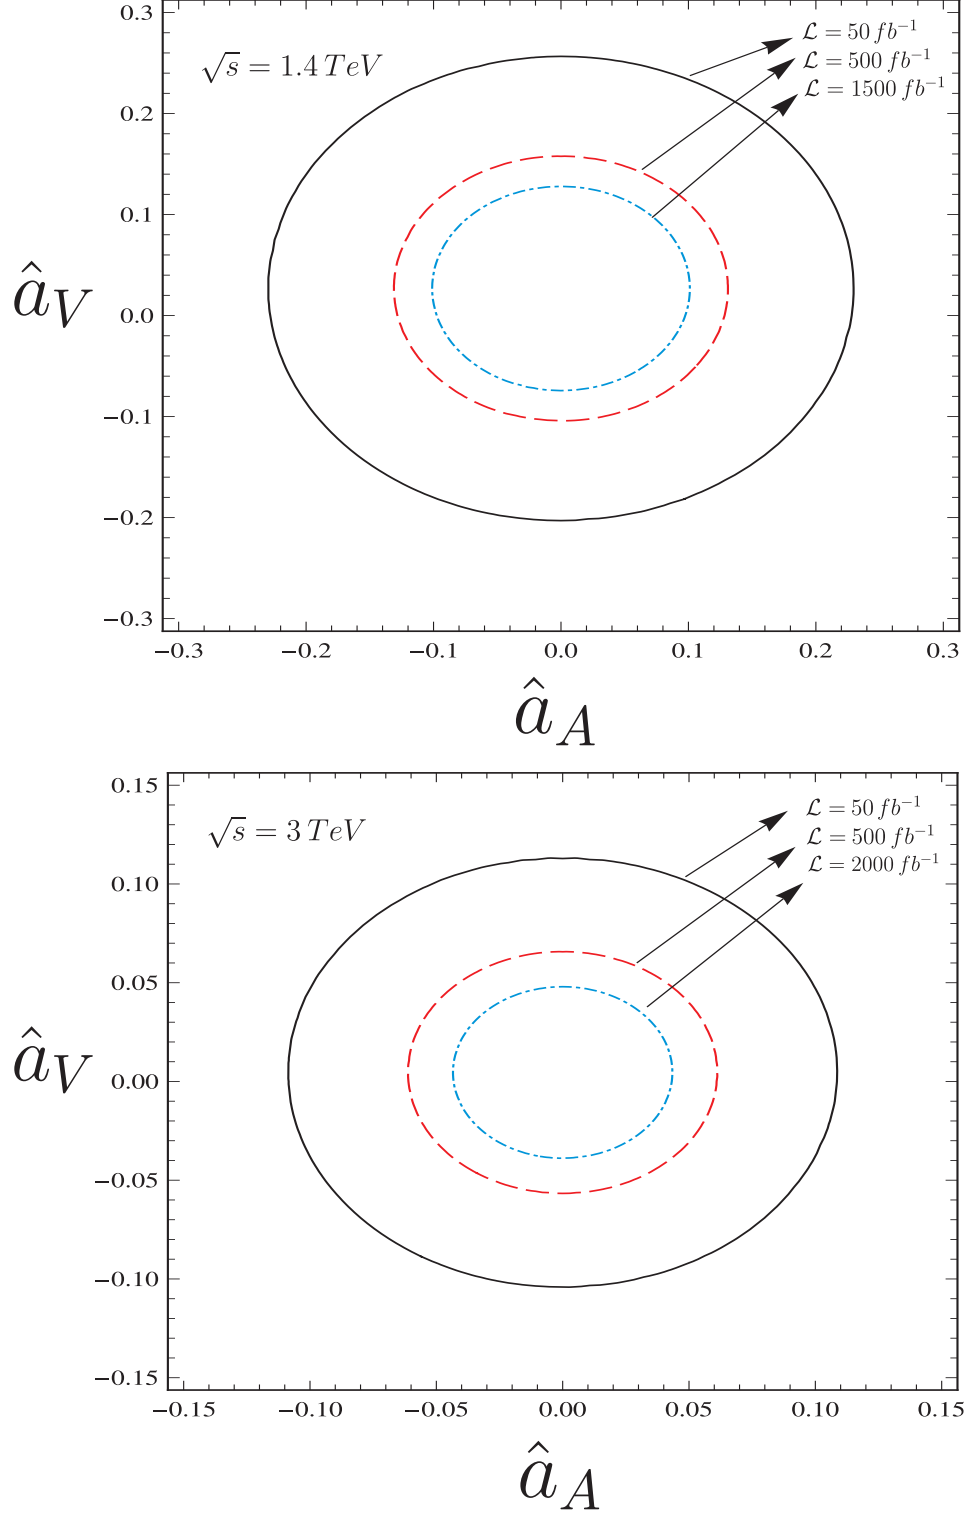 0.3
ℒ = 50 fb⁻¹
√s = 1.4 TeV
ℒ = 500 fb⁻¹
ℒ = 1500 fb⁻¹
0.2
0.1
â_V
0.0
−0.1
−0.2
−0.3
−0.3 −0.2 −0.1 0.0 0.1 0.2 0.3
â_A
0.15
ℒ = 50 fb⁻¹
√s = 3 TeV
ℒ = 500 fb⁻¹
ℒ = 2000 fb⁻¹
0.10
0.05
â_V
0.00
−0.05
−0.10
−0.15
−0.15 −0.10 −0.05 0.00 0.05 0.10 0.15
â_A